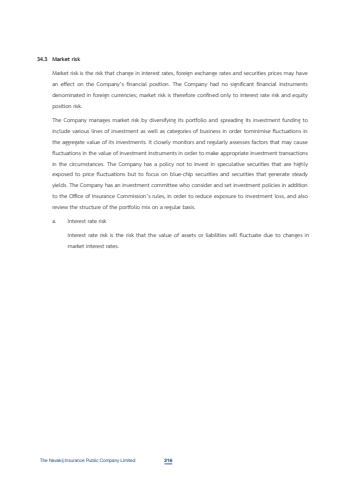 34.3 Market risk
Market risk is the risk that change in interest rates, foreign exchange rates and securities prices may have
an effect on the Company's financial position. The Company had no significant financial instruments
denominated in foreign currencies; market risk is therefore confined only to interest rate risk and equity
position risk.
The Company manages market risk by diversifying its portfolio and spreading its investment funding to
include various lines of investment as well as categories of business in order tominimise fluctuations in
the aggregate value of its investments. It closely monitors and regularly assesses factors that may cause
fluctuations in the value of investment instruments in order to make appropriate investment transactions
in the circumstances. The Company has a policy not to invest in speculative securities that are highly
exposed to price fluctuations but to focus on blue-chip securities and securities that generate steady
yields. The Company has an investment committee who consider and set investment policies in addition
to the Office of Insurance Commission's rules, in order to reduce exposure to investment loss, and also
review the structure of the portfolio mix on a regular basis.
a. Interest rate risk
Interest rate risk is the risk that the value of assets or liabilities will fluctuate due to changes in
market interest rates.
The Navakij Insurance Public Company Limited 216